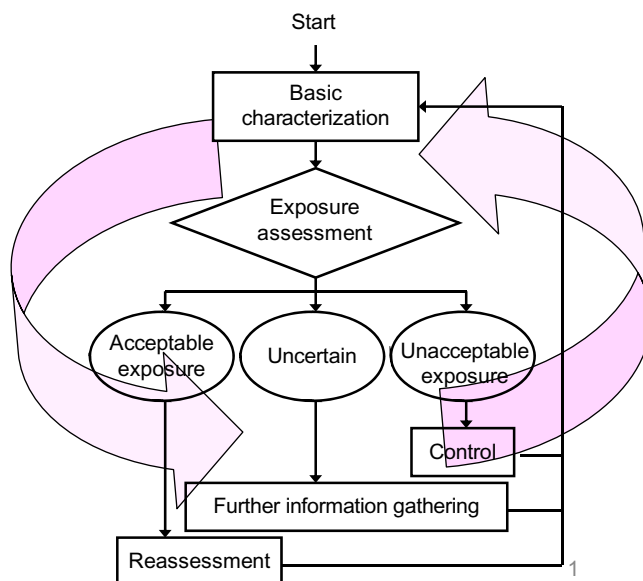 Start
Basic
characterization
Exposure
assessment
Acceptable
exposure
Uncertain
Unacceptable
exposure
Control
Further information gathering
Reassessment
1